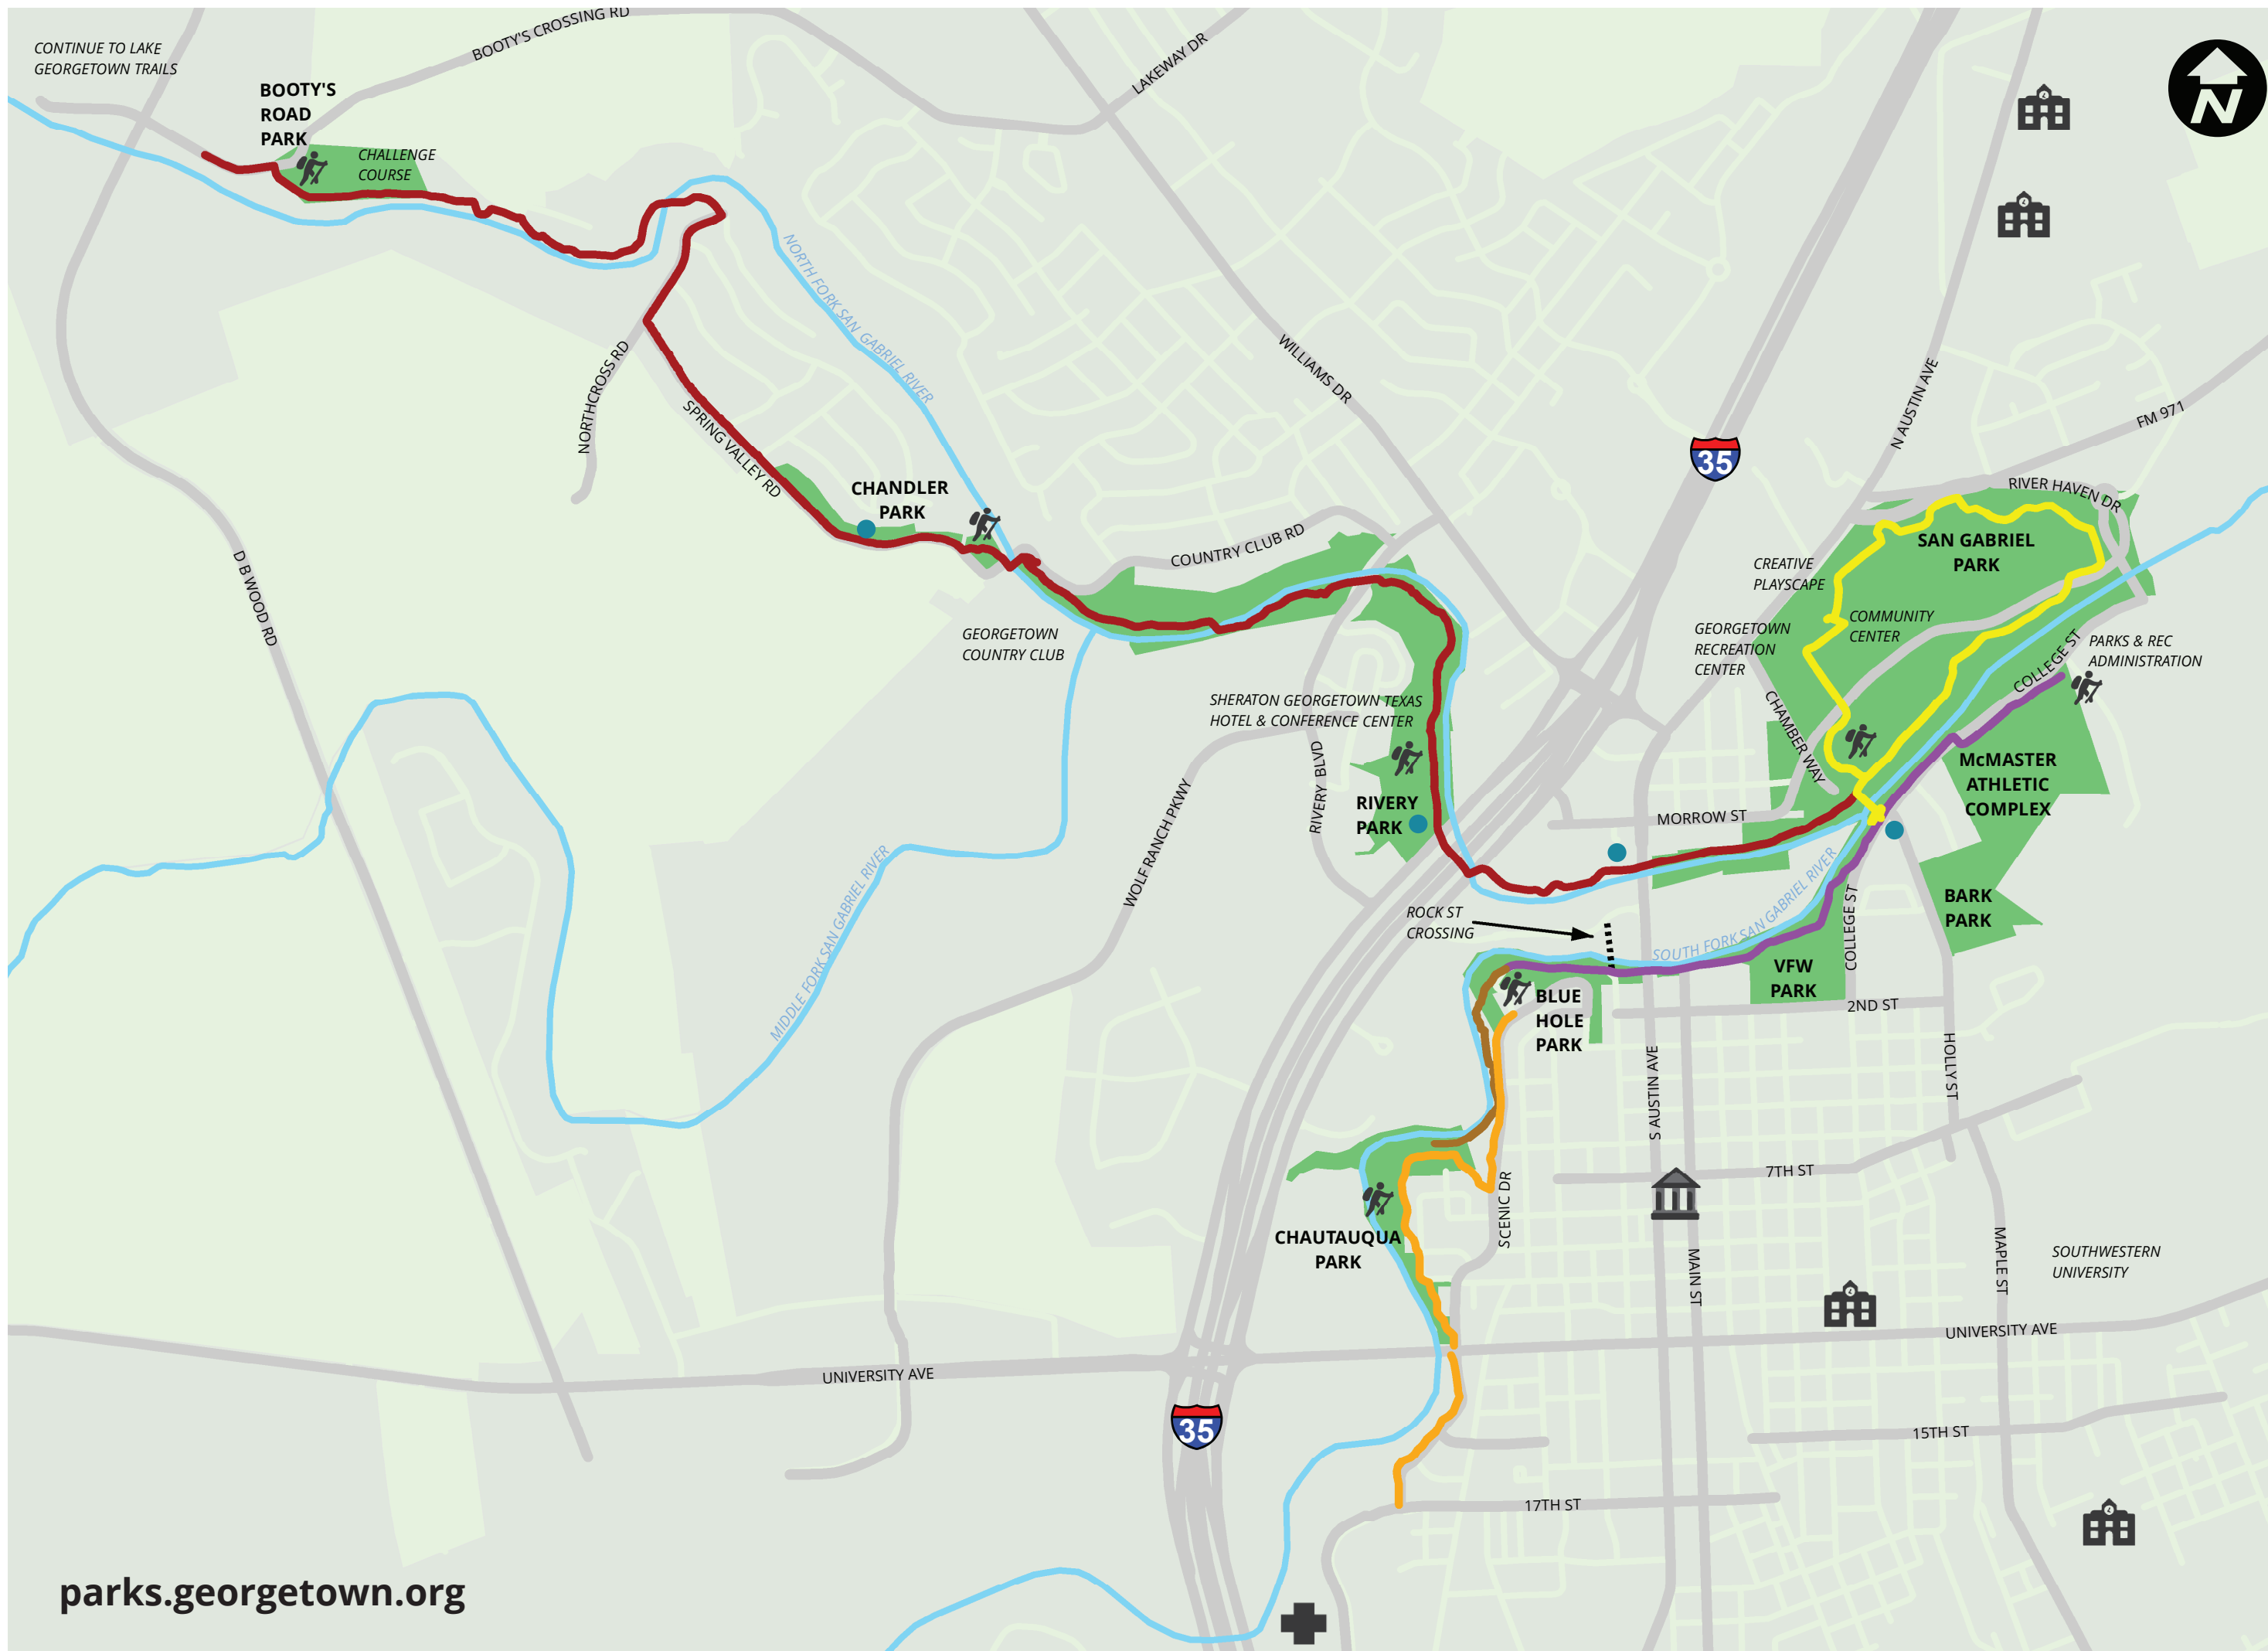 CONTINUE TO LAKE
GEORGETOWN TRAILS
BOOTY'S CROSSING RD
LAKEWAY DR
N
BOOTY'S
ROAD
PARK
CHALLENGE
COURSE
NORTH FORK SAN GABRIEL RIVER
WILLIAMS DR
NORTHCROSS RD
SPRING VALLEY RD
N AUSTIN AVE
FM 971
35
CHANDLER
PARK
RIVER HAVEN DR
COUNTRY CLUB RD
SAN GABRIEL
PARK
CREATIVE
PLAYSCAPE
D B WOOD RD
GEORGETOWN
COUNTRY CLUB
COMMUNITY
CENTER
GEORGETOWN
RECREATION
CENTER
COLLEGE ST
PARKS & REC
ADMINISTRATION
SHERATON GEORGETOWN TEXAS
HOTEL & CONFERENCE CENTER
CHAMBER WAY
RIVERY BLVD
McMASTER
ATHLETIC
COMPLEX
RIVERY
PARK
MORROW ST
WOLF RANCH PKWY
MIDDLE FORK SAN GABRIEL RIVER
ROCK ST
CROSSING
SOUTH FORK SAN GABRIEL RIVER
COLLEGE ST
BARK
PARK
VFW
PARK
BLUE
HOLE
PARK
2ND ST
HOLLY ST
S AUSTIN AVE
7TH ST
SCENIC DR
CHAUTAUQUA
PARK
MAIN ST
MAPLE ST
SOUTHWESTERN
UNIVERSITY
UNIVERSITY AVE
UNIVERSITY AVE
35
15TH ST
17TH ST
parks.georgetown.org